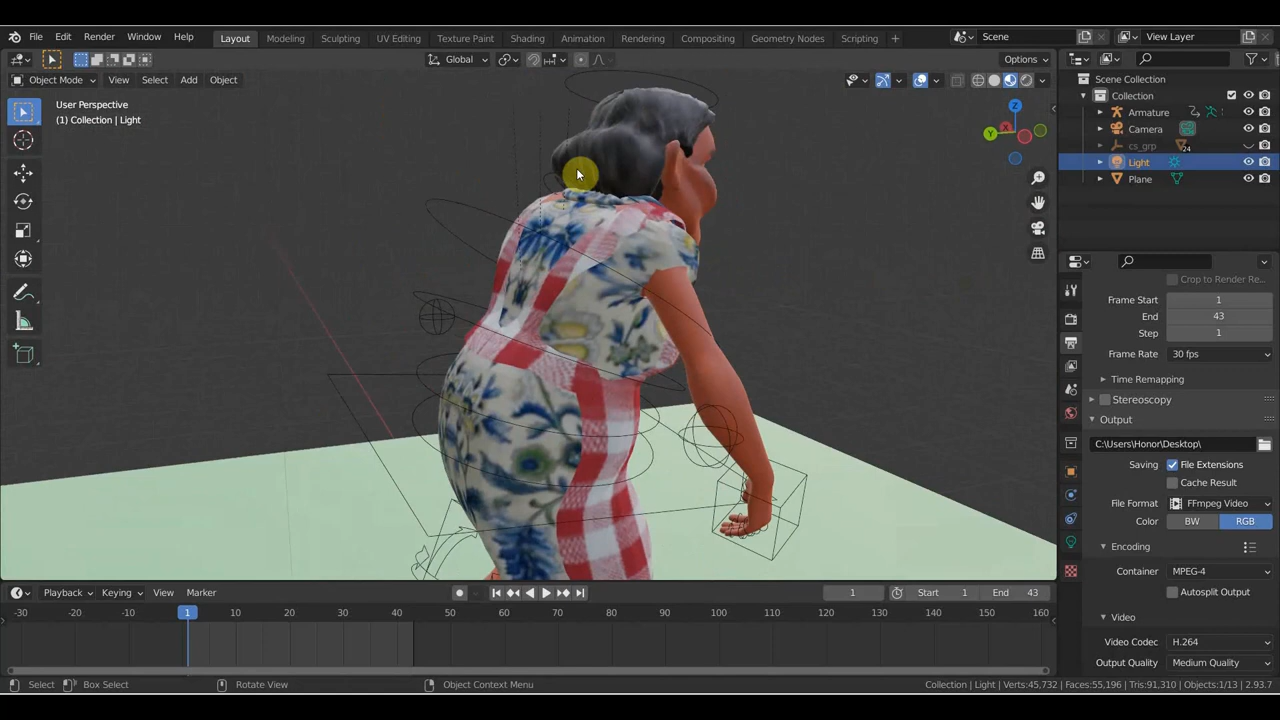 File Edit Render Window Help Layout Modeling Sculpting UV Editing Texture Paint Shading Animation Rendering Compositing Geometry Nodes Scripting + Scene View Layer
Global Options
Object Mode View Select Add Object
User Perspective
(1) Collection | Light
Z
Y
X
Scene Collection
Collection
Armature
Camera
cs_grp 24
Light
Plane
Crop to Render Re...
Frame Start 1
End 43
Step 1
Frame Rate 30 fps
Time Remapping
Stereoscopy
Output
C:\Users\Honor\Desktop\
Saving File Extensions
Cache Result
File Format FFmpeg Video
Color BW RGB
Encoding
Container MPEG-4
Autosplit Output
Video
Video Codec H.264
Output Quality Medium Quality
Playback Keying View Marker 1 Start 1 End 43
-30 -20 -10 1 10 20 30 40 50 60 70 80 90 100 110 120 130 140 150 160
Select Box Select Rotate View Object Context Menu Collection | Light | Verts:45,732 | Faces:55,196 | Tris:91,310 | Objects:1/13 | 2.93.7